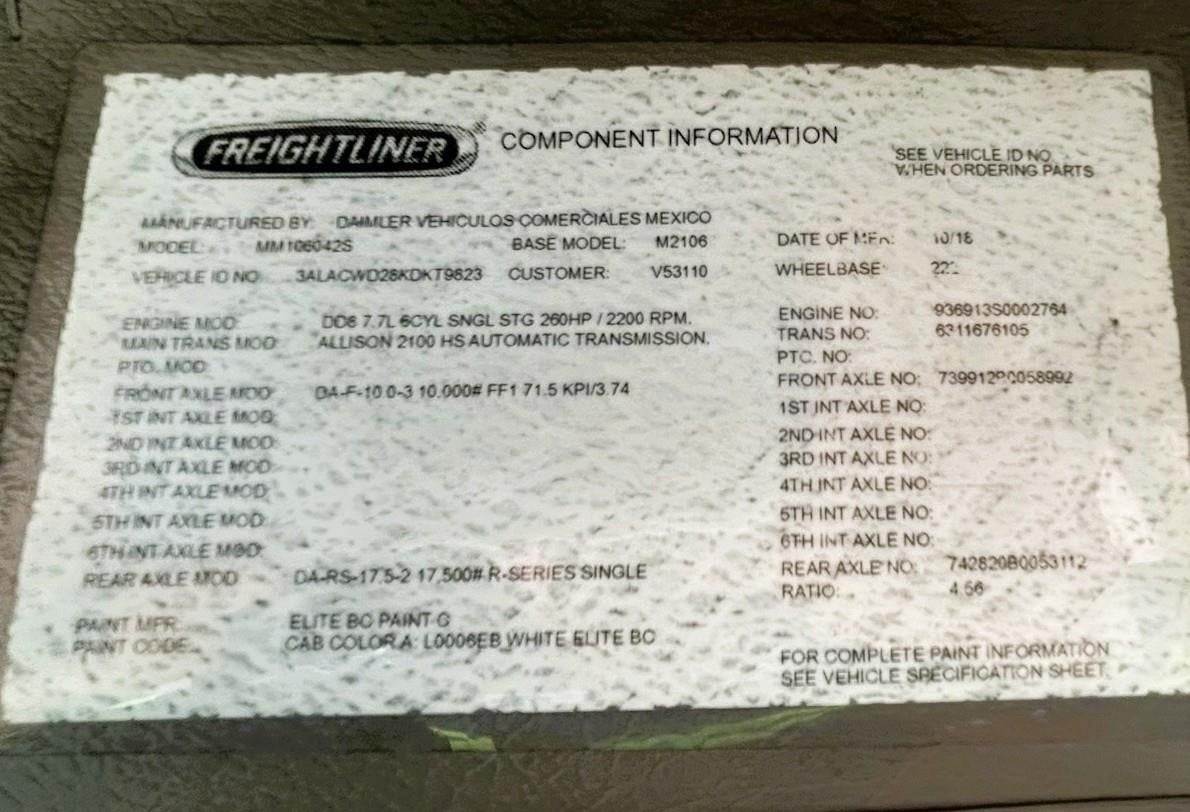 FREIGHTLINER COMPONENT INFORMATION
SEE VEHICLE ID NO
WHEN ORDERING PARTS
MANUFACTURED BY: DAIMLER VEHICULOS COMERCIALES MEXICO
MODEL: MM106042S BASE MODEL: M2106 DATE OF MFR: 10/18
VEHICLE ID NO CUSTOMER: V53110 WHEELBASE:
ENGINE MOD: DD8 7.7L 6CYL SNGL STG 260HP / 2200 RPM. ENGINE NO: 936913S0002764
MAIN TRANS MOD: ALLISON 2100 HS AUTOMATIC TRANSMISSION. TRANS NO: 6311676105
PTO. MOD: PTC. NO:
FRONT AXLE MOD: DA-F-10.0-3 10,000# FF1 71.5 KPI/3.74 FRONT AXLE NO:
1ST INT AXLE MOD: 1ST INT AXLE NO:
2ND INT AXLE MOD: 2ND INT AXLE NO:
3RD INT AXLE MOD: 3RD INT AXLE NO:
4TH INT AXLE MOD: 4TH INT AXLE NO:
5TH INT AXLE MOD: 5TH INT AXLE NO:
6TH INT AXLE MOD: 6TH INT AXLE NO:
REAR AXLE MOD DA-RS-17.5-2 17,500# R-SERIES SINGLE REAR AXLE NO: 742820B0053112
RATIO: 4.56
PAINT MFR: ELITE BC PAINT G
PAINT CODE: CAB COLOR A: L0006EB WHITE ELITE BC
FOR COMPLETE PAINT INFORMATION
SEE VEHICLE SPECIFICATION SHEET.